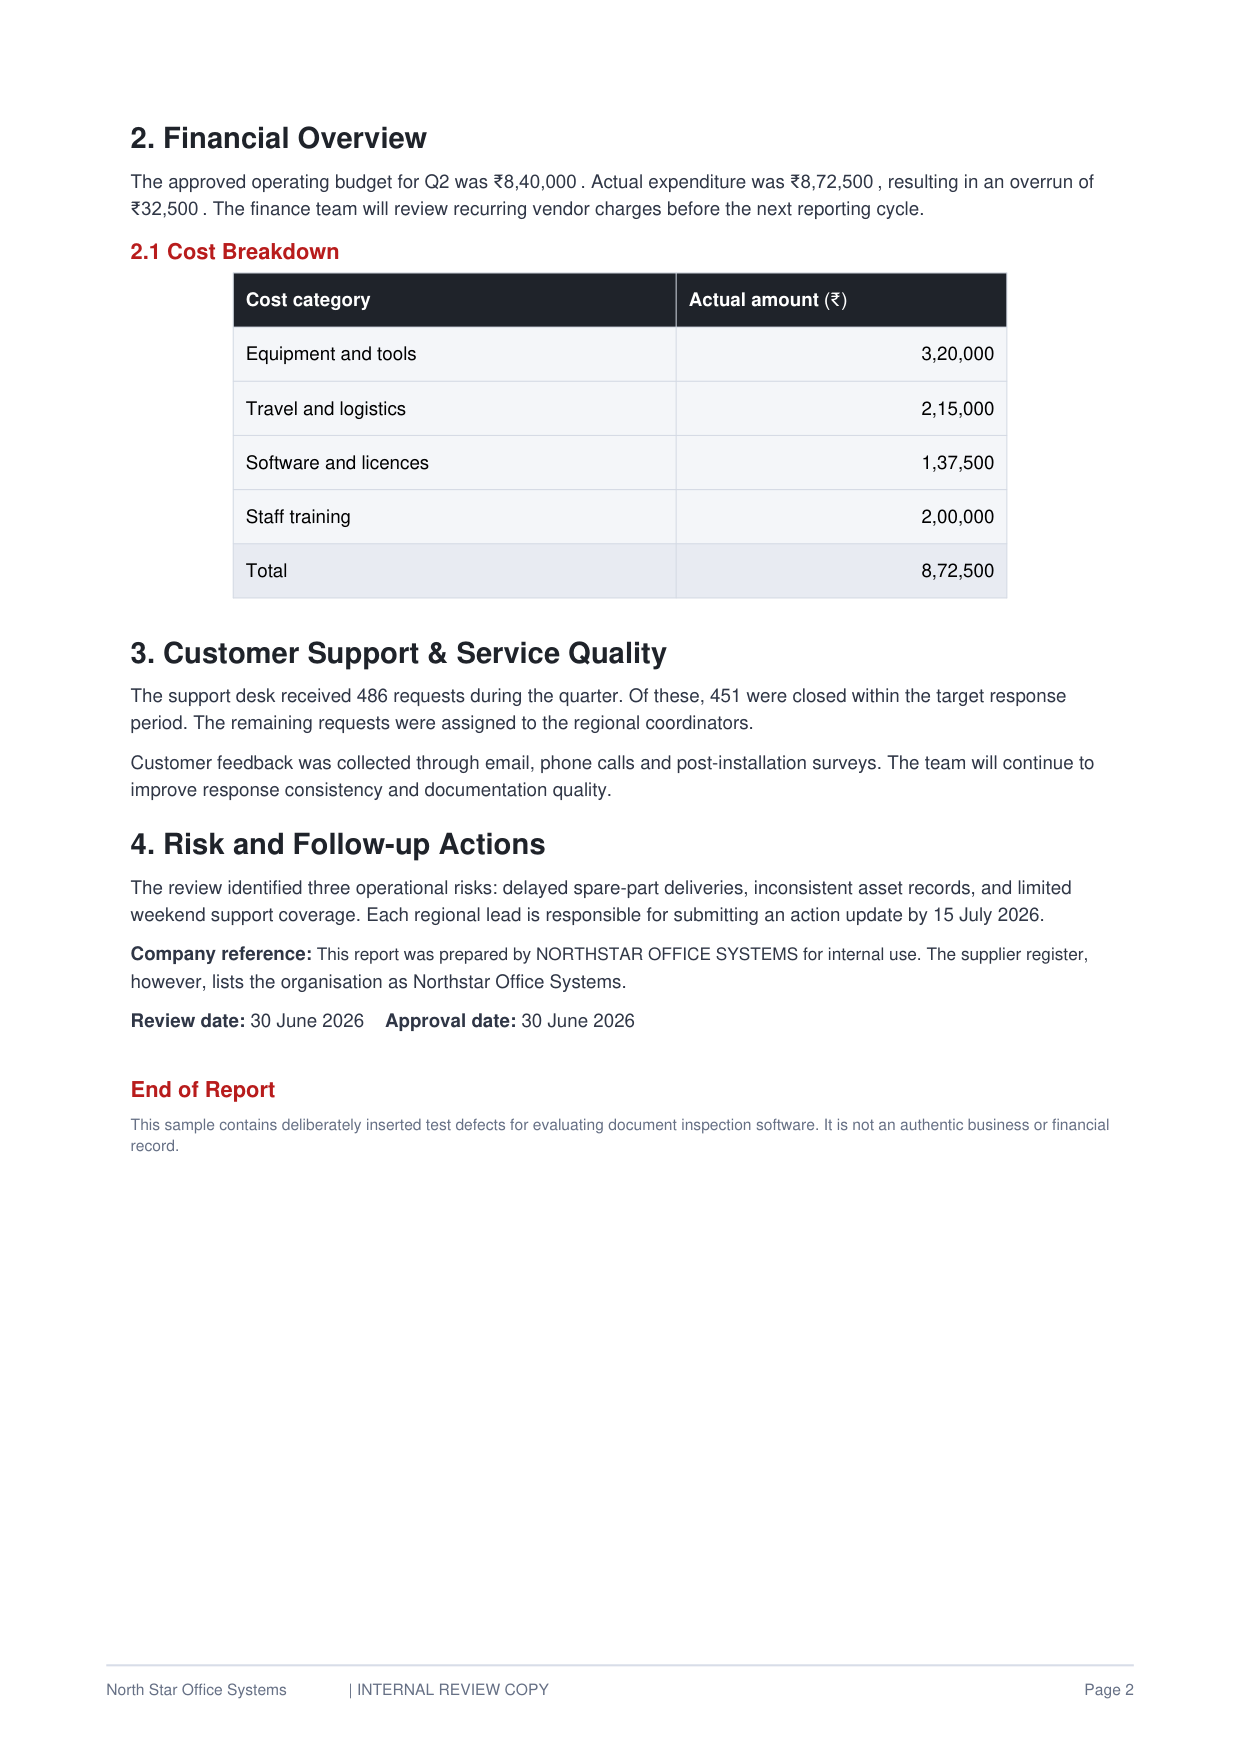 2. Financial Overview
The approved operating budget for Q2 was ₹8,40,000 . Actual expenditure was ₹8,72,500 , resulting in an overrun of
₹32,500 . The finance team will review recurring vendor charges before the next reporting cycle.
2.1 Cost Breakdown
Cost category Actual amount (₹)
Equipment and tools 3,20,000
Travel and logistics 2,15,000
Software and licences 1,37,500
Staff training 2,00,000
Total 8,72,500
3. Customer Support & Service Quality
The support desk received 486 requests during the quarter. Of these, 451 were closed within the target response
period. The remaining requests were assigned to the regional coordinators.
Customer feedback was collected through email, phone calls and post-installation surveys. The team will continue to
improve response consistency and documentation quality.
4. Risk and Follow-up Actions
The review identified three operational risks: delayed spare-part deliveries, inconsistent asset records, and limited
weekend support coverage. Each regional lead is responsible for submitting an action update by 15 July 2026.
Company reference: This report was prepared by NORTHSTAR OFFICE SYSTEMS for internal use. The supplier register,
however, lists the organisation as Northstar Office Systems.
Review date: 30 June 2026 Approval date: 30 June 2026
End of Report
This sample contains deliberately inserted test defects for evaluating document inspection software. It is not an authentic business or financial
record.
North Star Office Systems | INTERNAL REVIEW COPY Page 2